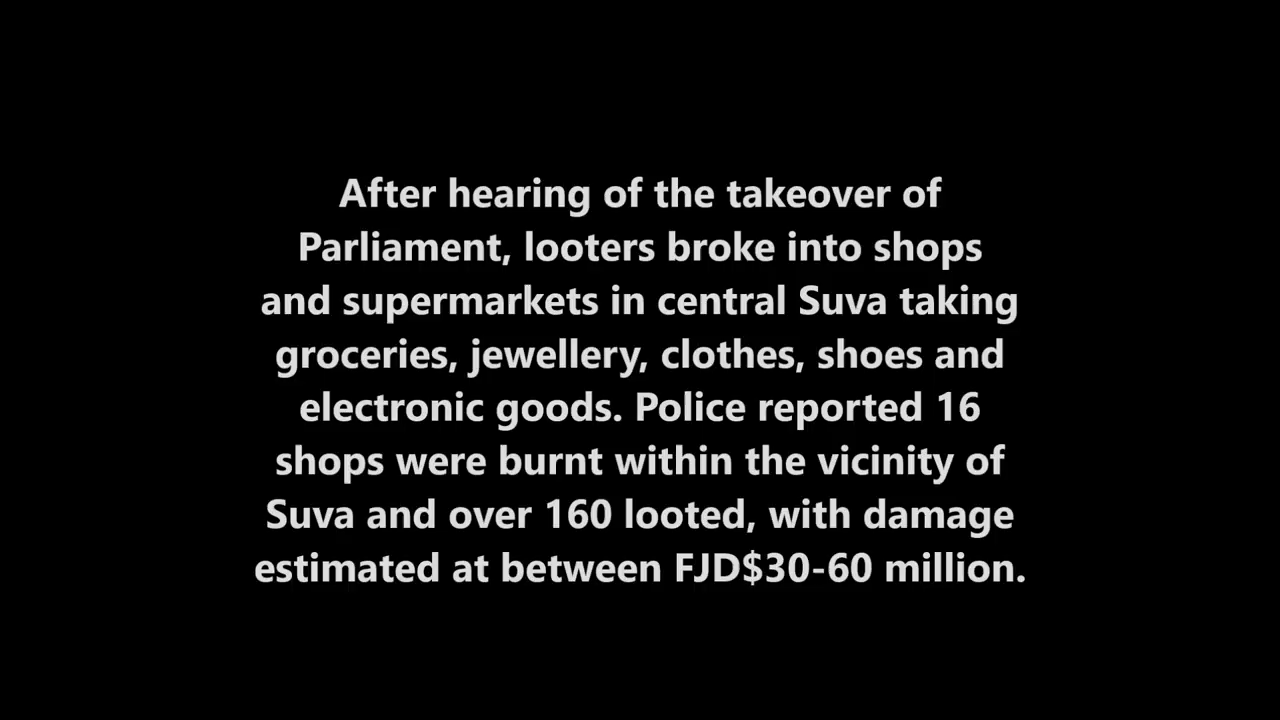 After hearing of the takeover of
Parliament, looters broke into shops
and supermarkets in central Suva taking
groceries, jewellery, clothes, shoes and
electronic goods. Police reported 16
shops were burnt within the vicinity of
Suva and over 160 looted, with damage
estimated at between FJD$30-60 million.